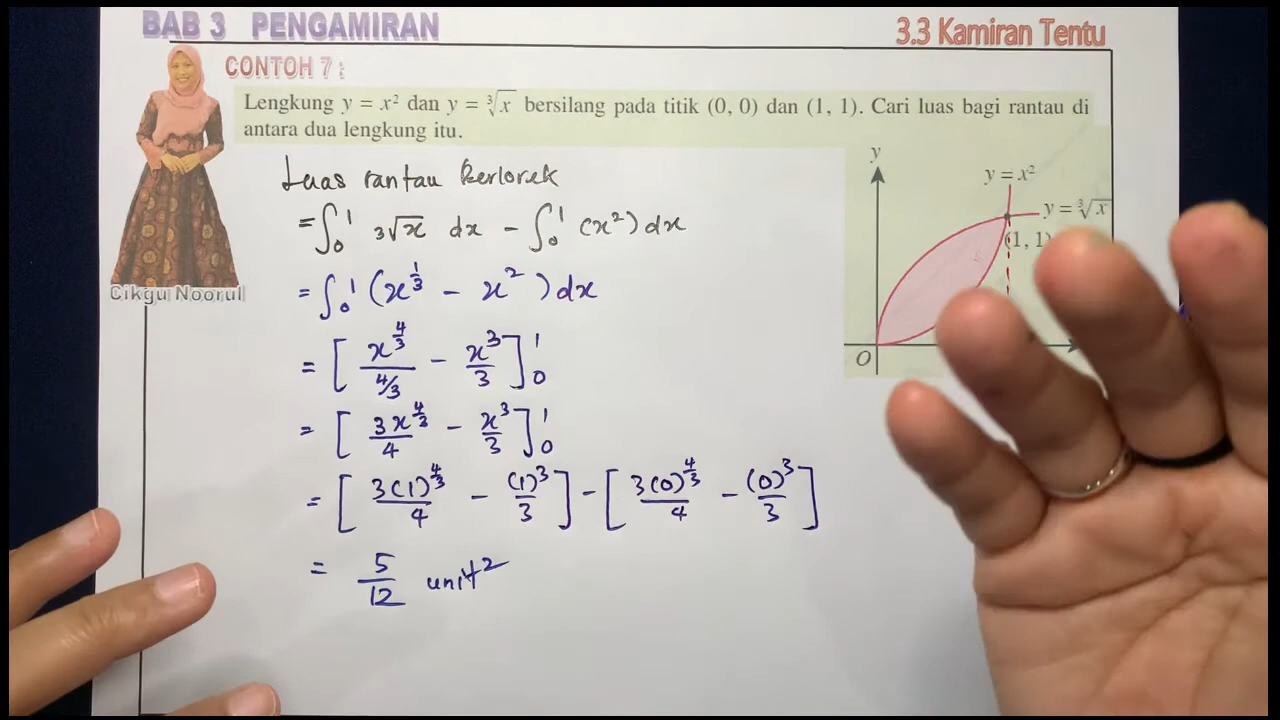 BAB 3 PENGAMIRAN
3.3 Kamiran Tentu
CONTOH 7 :
Lengkung y = x² dan y = ∛x bersilang pada titik (0, 0) dan (1, 1). Cari luas bagi rantau di
antara dua lengkung itu.
Cikgu Noorul
Luas rantau berlorek
= ∫₀¹ 3√x dx - ∫₀¹ (x²) dx
= ∫₀¹ (x^(1/3) - x²) dx
= [ x^(4/3) / (4/3) - x³/3 ]₀¹
= [ 3x^(4/3) / 4 - x³/3 ]₀¹
= [ 3(1)^(4/3) / 4 - (1)³/3 ] - [ 3(0)^(4/3) / 4 - (0)³/3 ]
= 5/12 unit²
y
y = x²
y = ∛x
(1, 1)
O